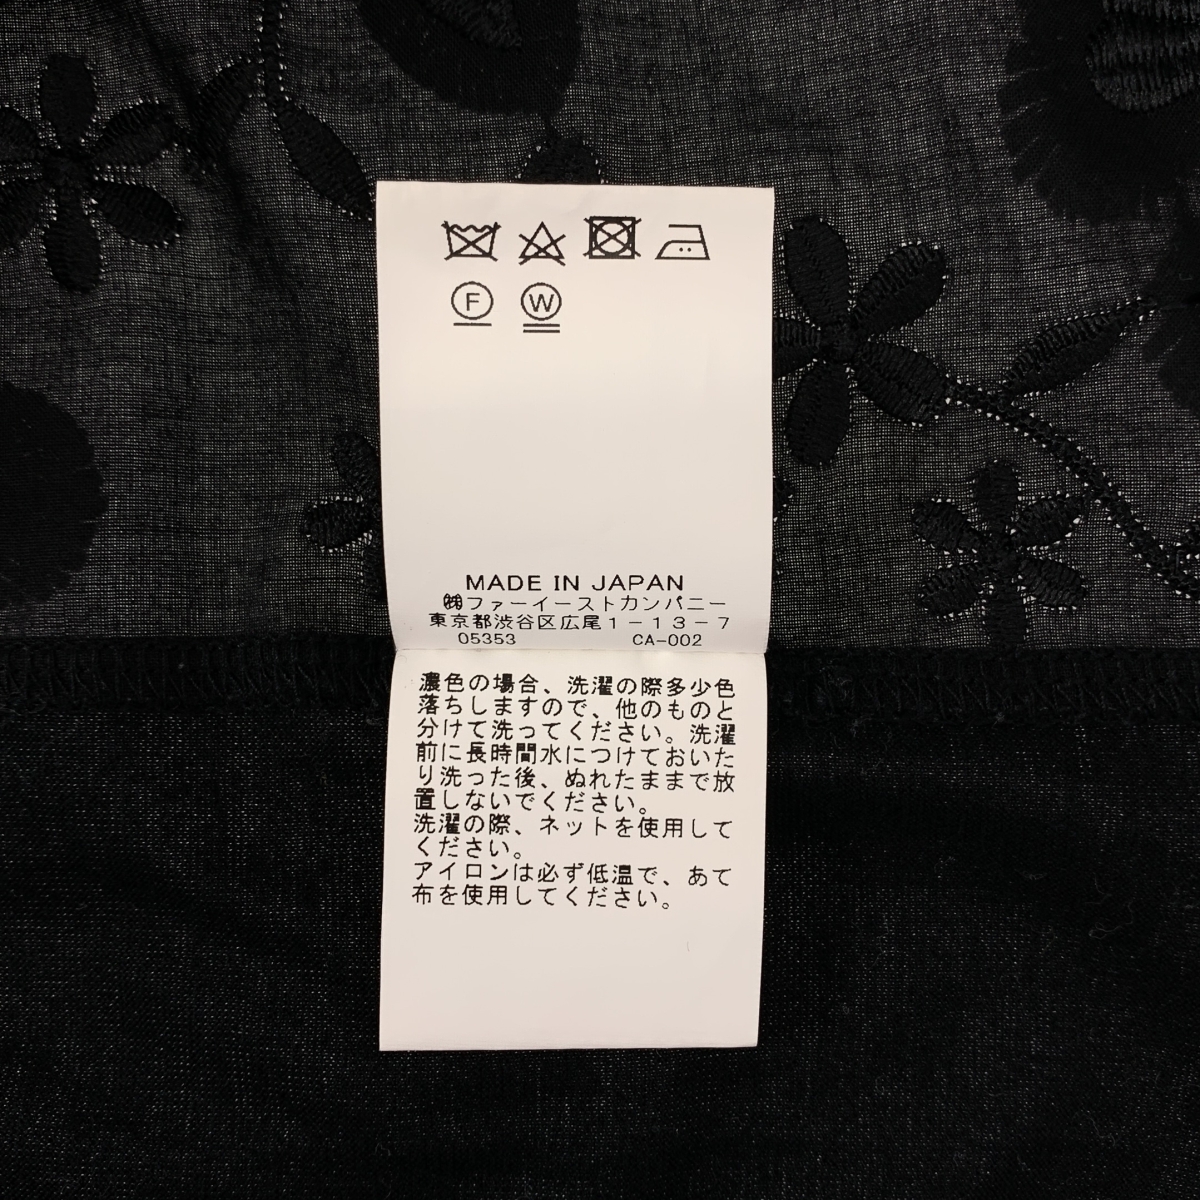 F W
MADE IN JAPAN
㈱ファーイーストカンパニー
東京都渋谷区広尾1-13-7
05353 CA-002
濃色の場合、洗濯の際多少色
落ちしますので、他のものと
分けて洗ってください。洗濯
前に長時間水につけておいた
り洗った後、ぬれたままで放
置しないでください。
洗濯の際、ネットを使用して
ください。
アイロンは必ず低温で、あて
布を使用してください。